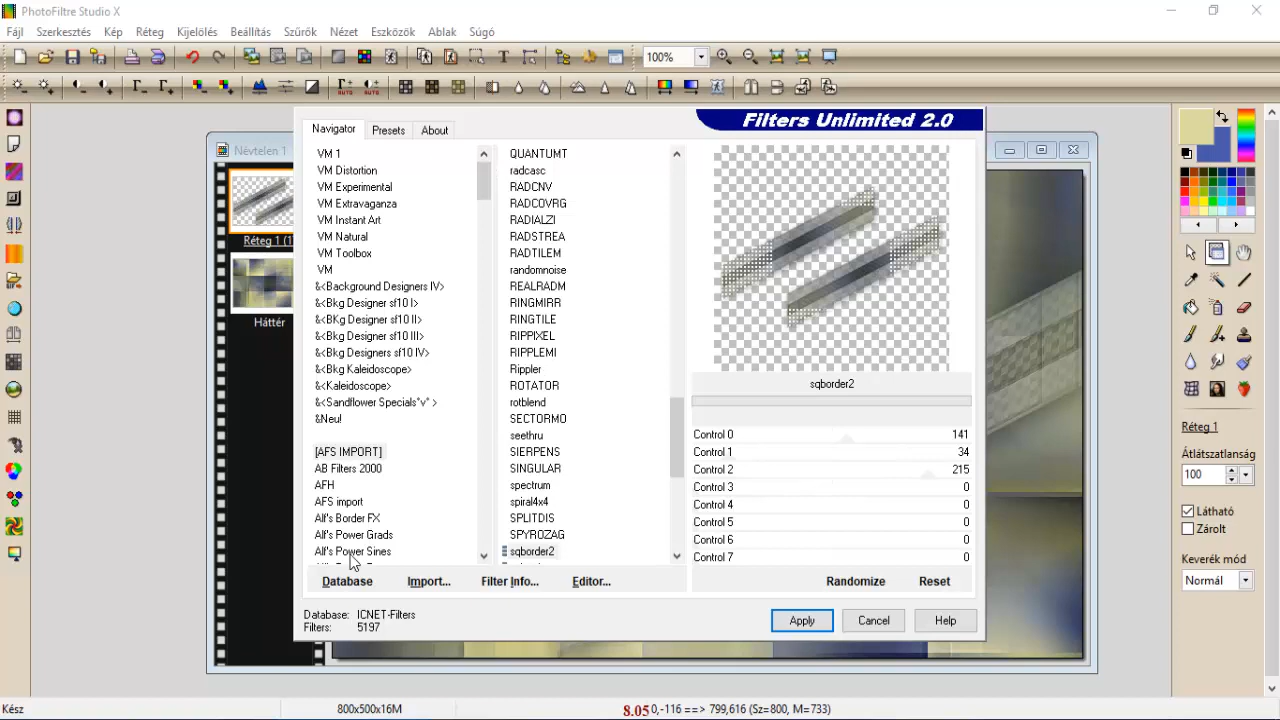 PhotoFiltre Studio X
Fájl Szerkesztés Kép Réteg Kijelölés Beállítás Szűrők Nézet Eszközök Ablak Súgó
100%
Névtelen 1
Réteg 1 (1
Háttér
Filters Unlimited 2.0
Navigator Presets About
VM 1
VM Distortion
VM Experimental
VM Extravaganza
VM Instant Art
VM Natural
VM Toolbox
VM
&<Background Designers IV>
&<Bkg Designer sf10 I>
&<BKg Designer sf10 II>
&<Bkg Designer sf10 III>
&<Bkg Designers sf10 IV>
&<Bkg Kaleidoscope>
&<Kaleidoscope>
&<Sandflower Specials"v" >
&Neu!
[AFS IMPORT]
AB Filters 2000
AFH
AFS import
Alf's Border FX
Alf's Power Grads
Alf's Power Sines
QUANTUMT
radcasc
RADCNV
RADCOVRG
RADIALZI
RADSTREA
RADTILEM
randomnoise
REALRADM
RINGMIRR
RINGTILE
RIPPIXEL
RIPPLEMI
Rippler
ROTATOR
rotblend
SECTORMO
seethru
SIERPENS
SINGULAR
spectrum
spiral4x4
SPLITDIS
SPYROZAG
sqborder2
sqborder2
Control 0 141
Control 1 34
Control 2 215
Control 3 0
Control 4 0
Control 5 0
Control 6 0
Control 7 0
Database Import... Filter Info... Editor... Randomize Reset
Database: ICNET-Filters
Filters: 5197
Apply Cancel Help
Réteg 1
Átlátszatlanság
100
Látható
Zárolt
Keverék mód
Normál
Kész 800x500x16M 8.05 0,-116 ==> 799,616 (Sz=800, M=733)